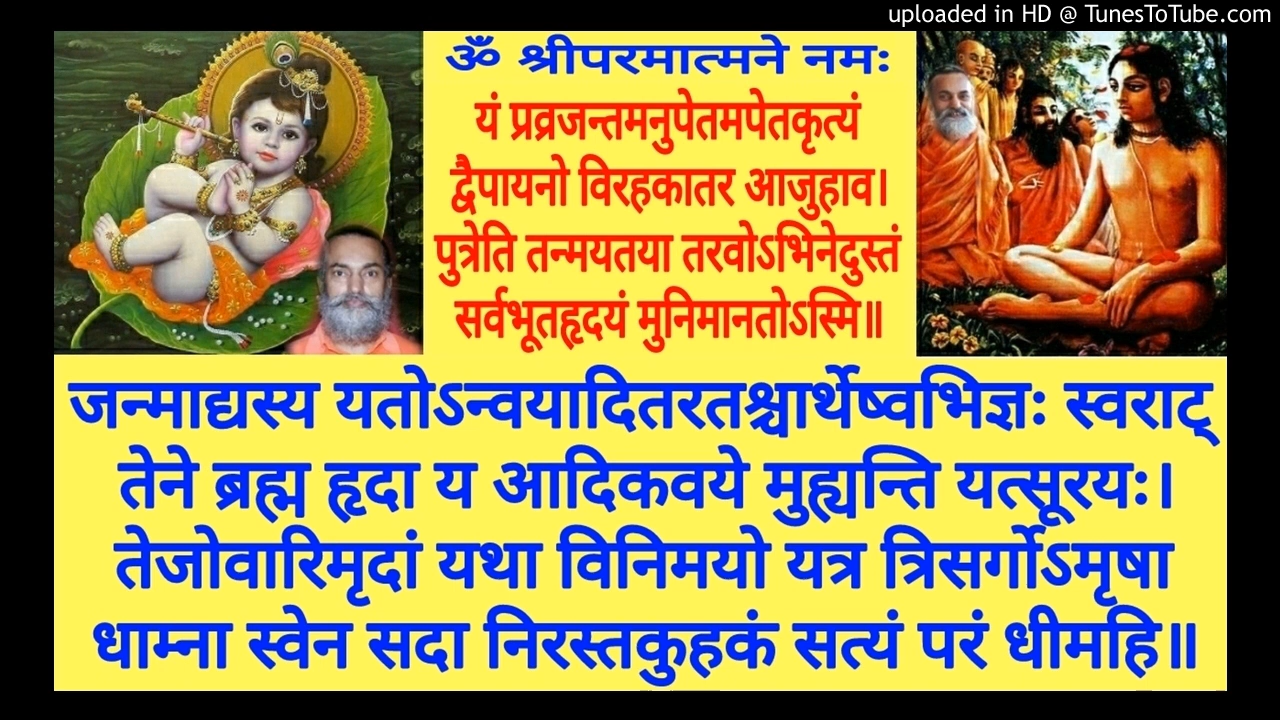 uploaded in HD @ TunesToTube.com
ॐ श्रीपरमात्मने नमः
यं प्रव्रजन्तमनुपेतमपेतकृत्यं
द्वैपायनो विरहकातर आजुहाव।
पुत्रेति तन्मयतया तरवोऽभिनेदुस्तं
सर्वभूतहृदयं मुनिमानतोऽस्मि॥
जन्माद्यस्य यतोऽन्वयादितरतश्चार्थेष्वभिज्ञः स्वराट्
तेने ब्रह्म हृदा य आदिकवये मुह्यन्ति यत्सूरयः।
तेजोवारिमृदां यथा विनिमयो यत्र त्रिसर्गोऽमृषा
धाम्ना स्वेन सदा निरस्तकुहकं सत्यं परं धीमहि॥